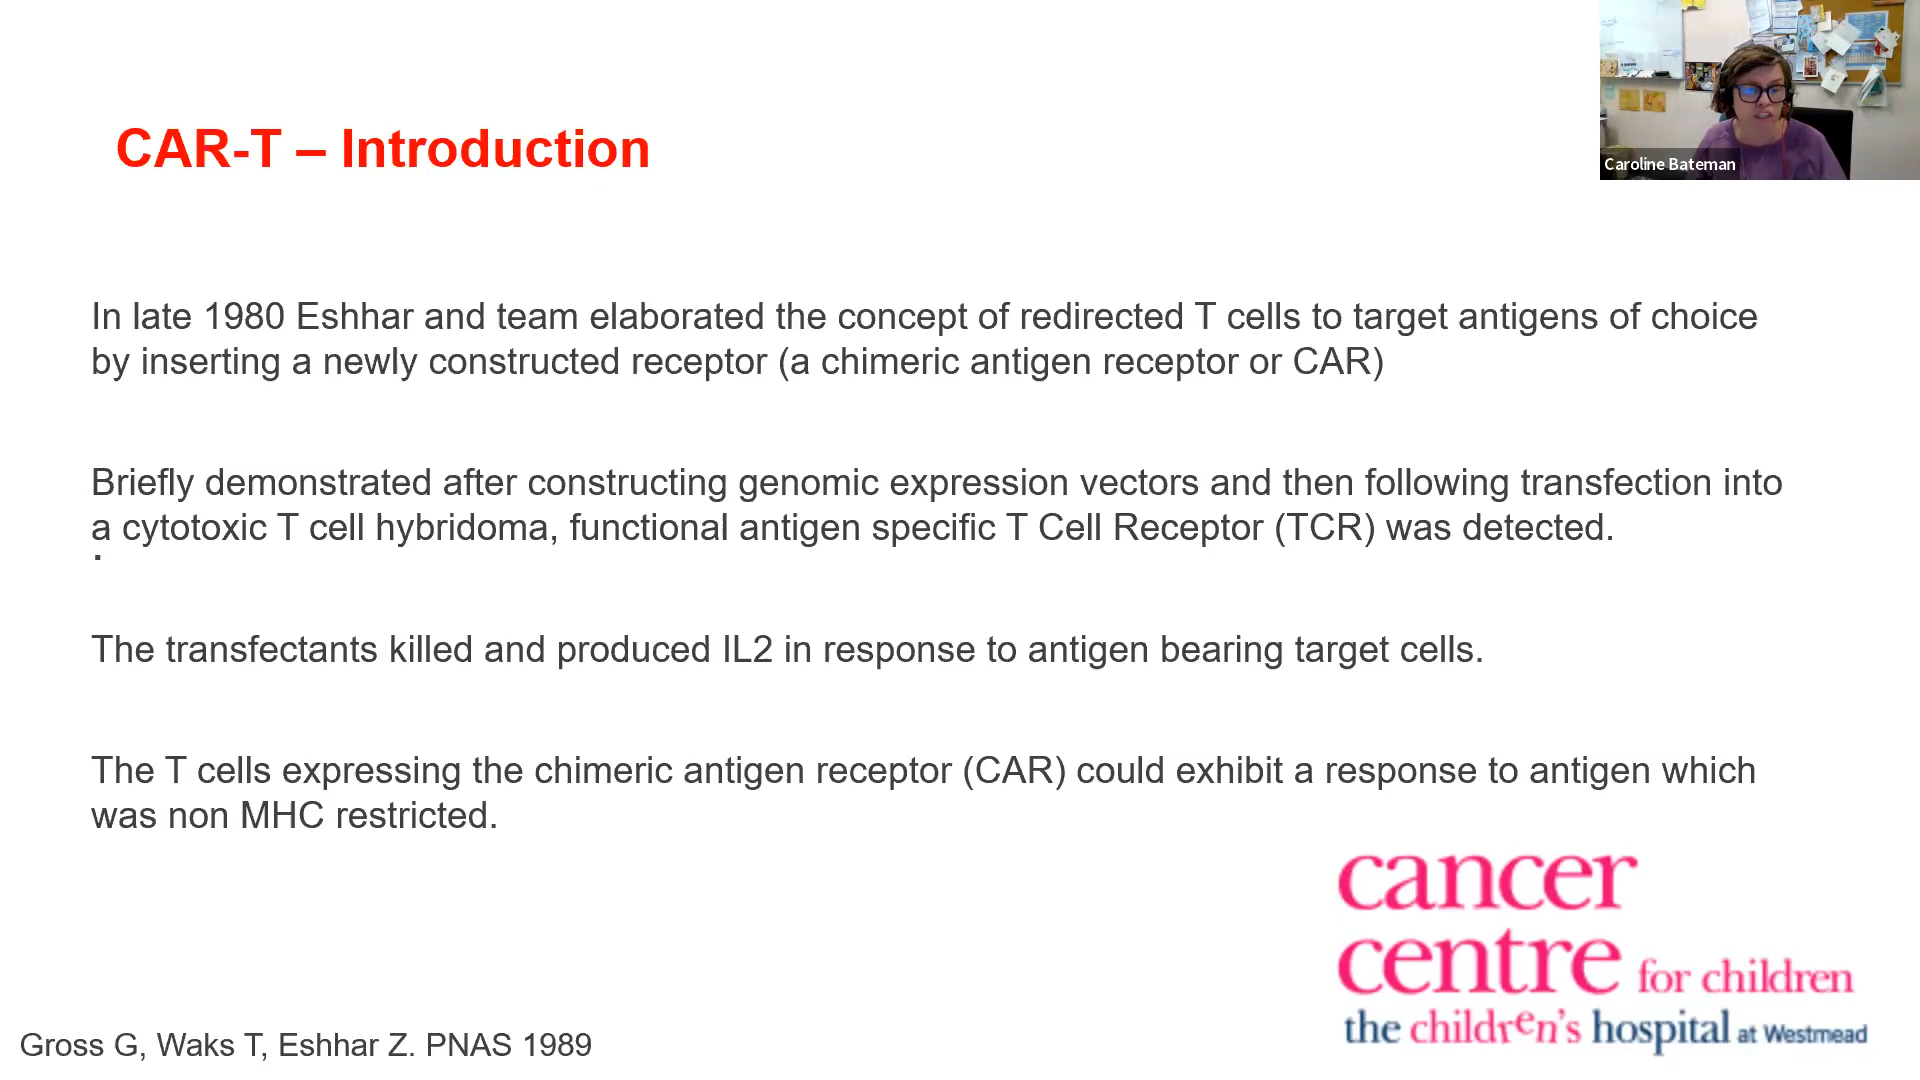 CAR-T – Introduction
Caroline Bateman
In late 1980 Eshhar and team elaborated the concept of redirected T cells to target antigens of choice
by inserting a newly constructed receptor (a chimeric antigen receptor or CAR)
Briefly demonstrated after constructing genomic expression vectors and then following transfection into
a cytotoxic T cell hybridoma, functional antigen specific T Cell Receptor (TCR) was detected.
.
The transfectants killed and produced IL2 in response to antigen bearing target cells.
The T cells expressing the chimeric antigen receptor (CAR) could exhibit a response to antigen which
was non MHC restricted.
cancer
centre for children
the children's hospital at Westmead
Gross G, Waks T, Eshhar Z. PNAS 1989